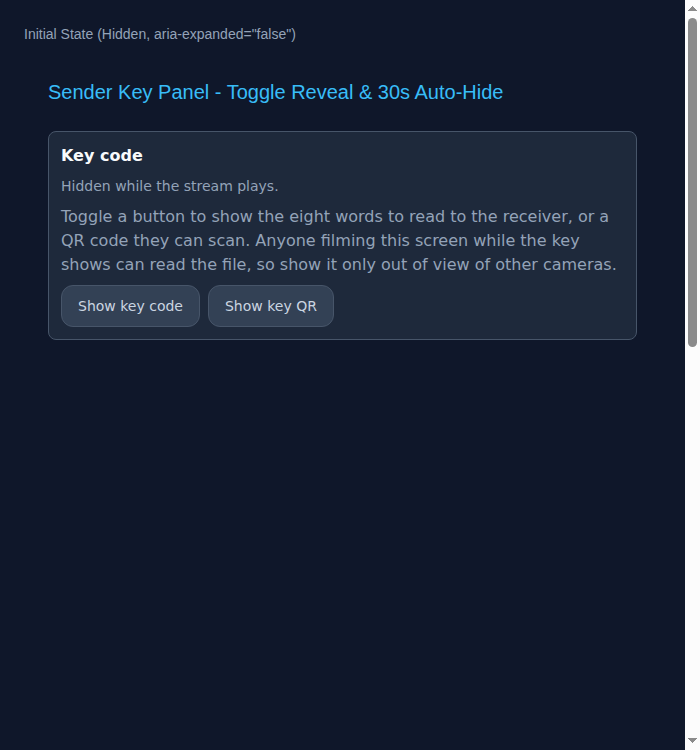 Initial State (Hidden, aria-expanded="false")
Sender Key Panel - Toggle Reveal & 30s Auto-Hide
Key code
Hidden while the stream plays.
Toggle a button to show the eight words to read to the receiver, or a
QR code they can scan. Anyone filming this screen while the key
shows can read the file, so show it only out of view of other cameras.
Show key code
Show key QR